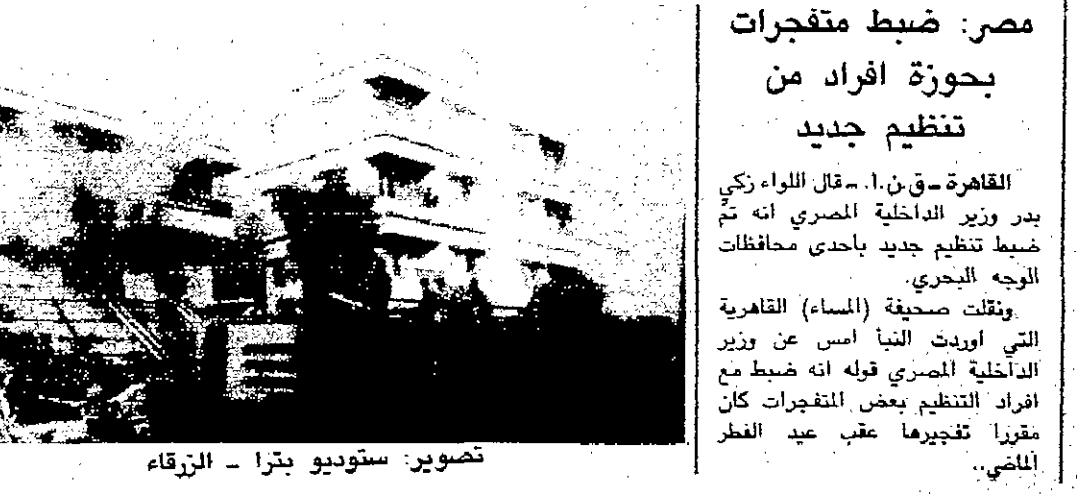 مصر: ضبط متفجرات
بحوزة افراد من
تنظيم جديد
القاهرة ـ ق.ن.ا. ـ قال اللواء زكي
بدر وزير الداخلية المصري انه تمّ
ضبط تنظيم جديد باحدى محافظات
الوجه البحري.
ونقلت صحيفة (المساء) القاهرية
التي اوردت النبأ امس عن وزير
الداخلية المصري قوله انه ضبط مع
افراد التنظيم بعض المتفجرات كان
مقررا تفجيرها عقب عيد الفطر
الماضي..
تصوير: ستوديو بترا ـ الزرقاء